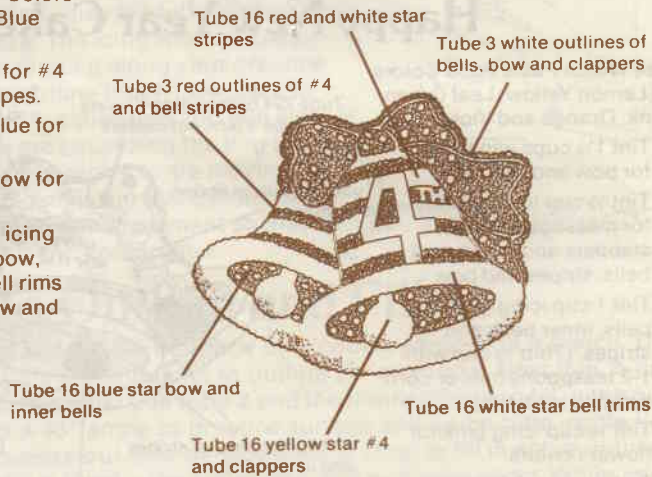 Blue
for #4
pes.
lue for
ow for
icing
bow,
ell rims
w and
Tube 16 red and white star
stripes
Tube 3 white outlines of
bells, bow and clappers
Tube 3 red outlines of #4
and bell stripes
4TH
Tube 16 blue star bow and
inner bells
Tube 16 white star bell trims
Tube 16 yellow star #4
and clappers